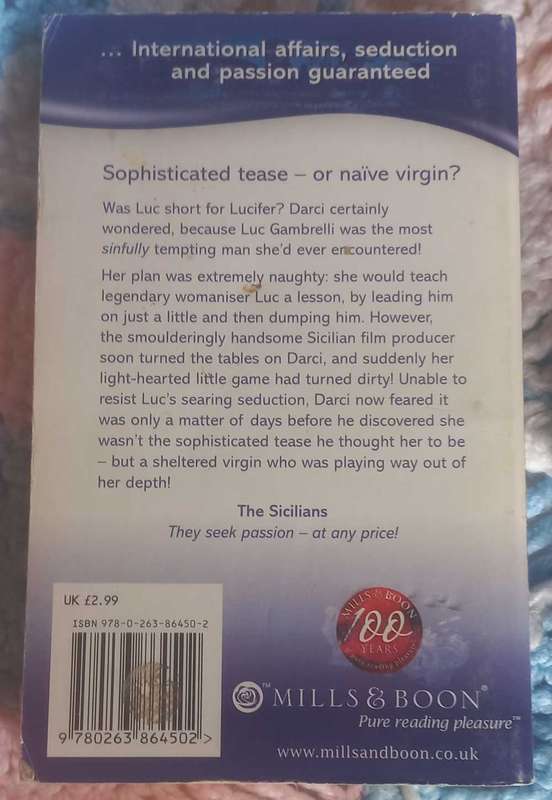 ... International affairs, seduction
and passion guaranteed
Sophisticated tease – or naïve virgin?
Was Luc short for Lucifer? Darci certainly
wondered, because Luc Gambrelli was the most
sinfully tempting man she'd ever encountered!
Her plan was extremely naughty: she would teach
legendary womaniser Luc a lesson, by leading him
on just a little and then dumping him. However,
the smoulderingly handsome Sicilian film producer
soon turned the tables on Darci, and suddenly her
light-hearted little game had turned dirty! Unable to
resist Luc's searing seduction, Darci now feared it
was only a matter of days before he discovered she
wasn't the sophisticated tease he thought her to be
– but a sheltered virgin who was playing way out of
her depth!
The Sicilians
They seek passion – at any price!
UK £2.99
ISBN 978-0-263-86450-2
9 780263 864502 >
MILLS & BOON
100
YEARS
of pure reading pleasure
™ MILLS & BOON®
Pure reading pleasure™
www.millsandboon.co.uk